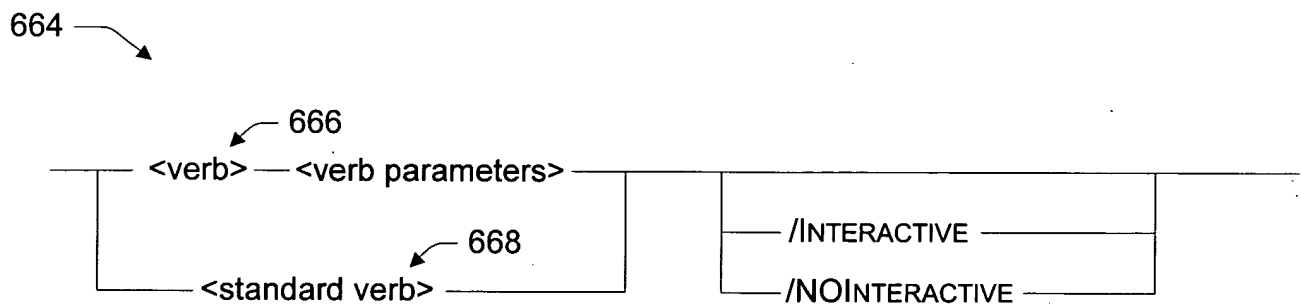 664
666
<verb> <verb parameters>
668
/INTERACTIVE
<standard verb>
/NOINTERACTIVE